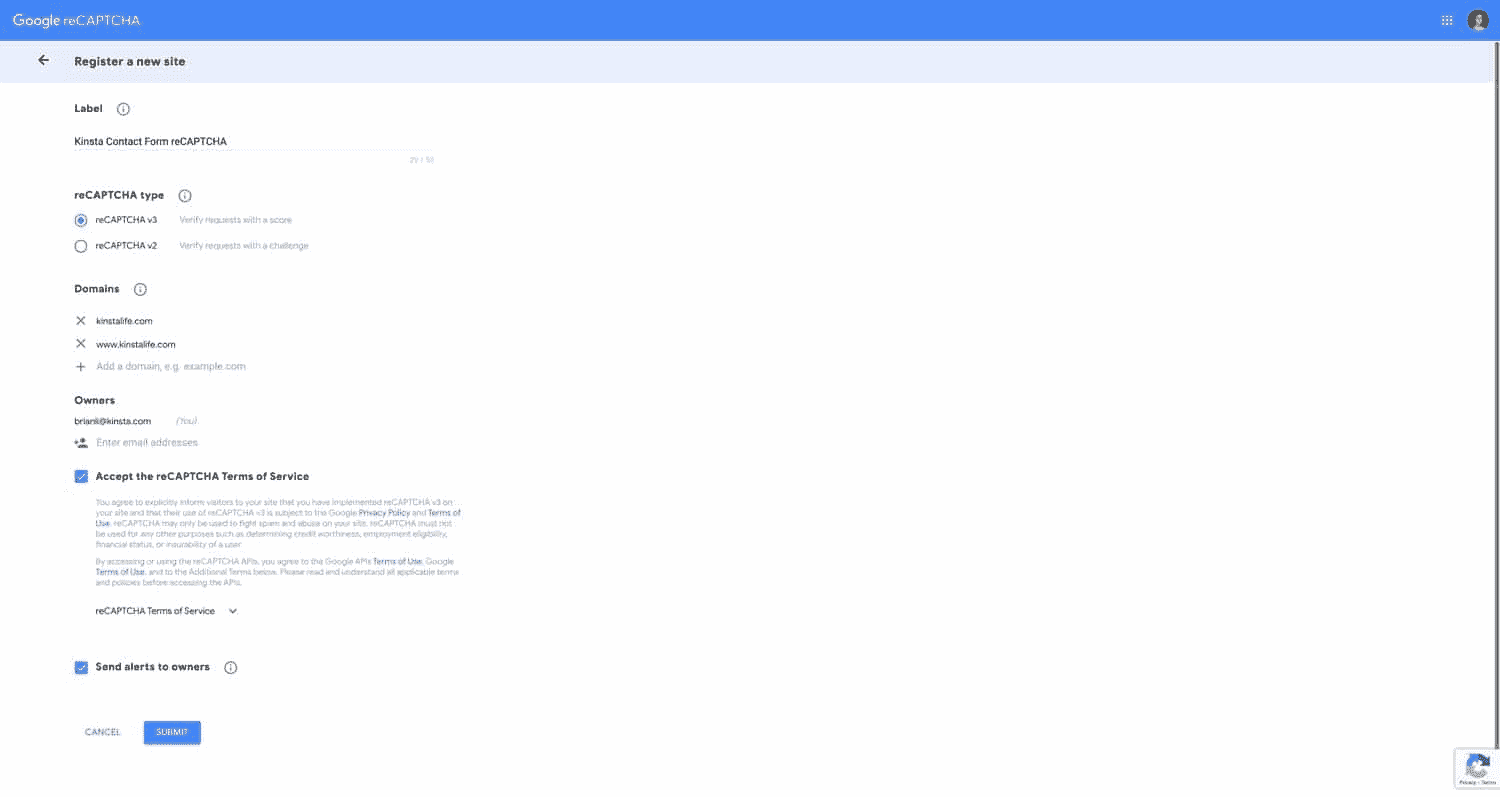 Google reCAPTCHA
Register a new site
Label
Kinsta Contact Form reCAPTCHA
reCAPTCHA type
reCAPTCHA v3 Verify requests with a score
reCAPTCHA v2 Verify requests with a challenge
Domains
kinstalife.com
www.kinstalife.com
Add a domain, e.g. example.com
Owners
(You)
Enter email addresses
Accept the reCAPTCHA Terms of Service
You agree to explicitly inform visitors to your site that you have implemented reCAPTCHA v3 on
your site and that their use of reCAPTCHA v3 is subject to the Google Privacy Policy and Terms of
Use. reCAPTCHA may only be used to fight spam and abuse on your site. reCAPTCHA must not
be used for any other purposes such as determining credit worthiness, employment eligibility,
financial status, or insurability of a user.
By accessing or using the reCAPTCHA APIs, you agree to the Google APIs Terms of Use, Google
Terms of Use, and to the Additional Terms below. Please read and understand all applicable terms
and policies before accessing the APIs.
reCAPTCHA Terms of Service
Send alerts to owners
CANCEL SUBMIT
Privacy - Terms